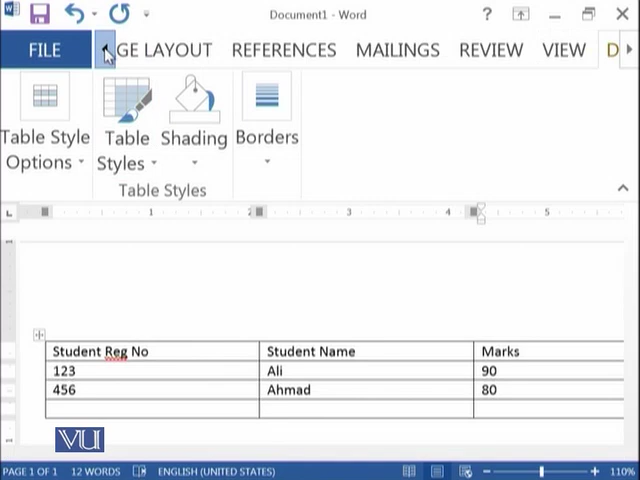 Document1 - Word
FILE GE LAYOUT REFERENCES MAILINGS REVIEW VIEW D
Table Style Options
Table Styles
Shading
Borders
Table Styles
1 2 3 4 5
Student Reg No Student Name Marks
123 Ali 90
456 Ahmad 80
VU
PAGE 1 OF 1 12 WORDS ENGLISH (UNITED STATES) 110%